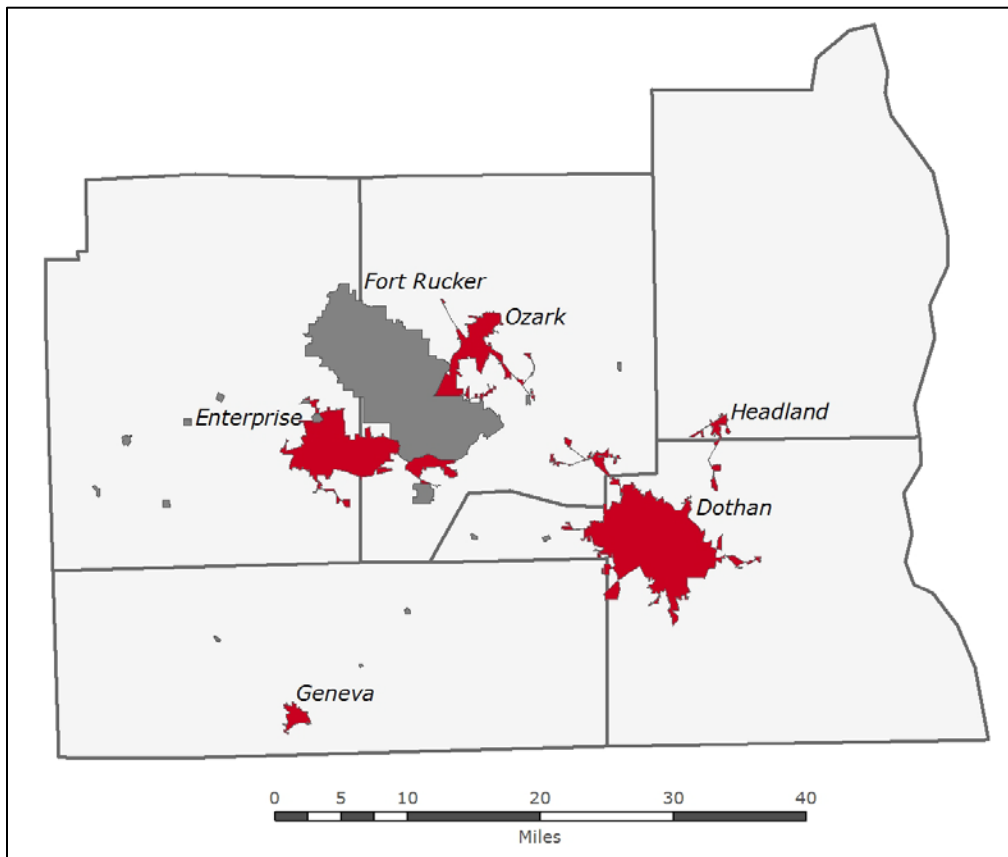 Fort Rucker
Ozark
Enterprise
Headland
Dothan
Geneva
0 5 10 20 30 40
Miles